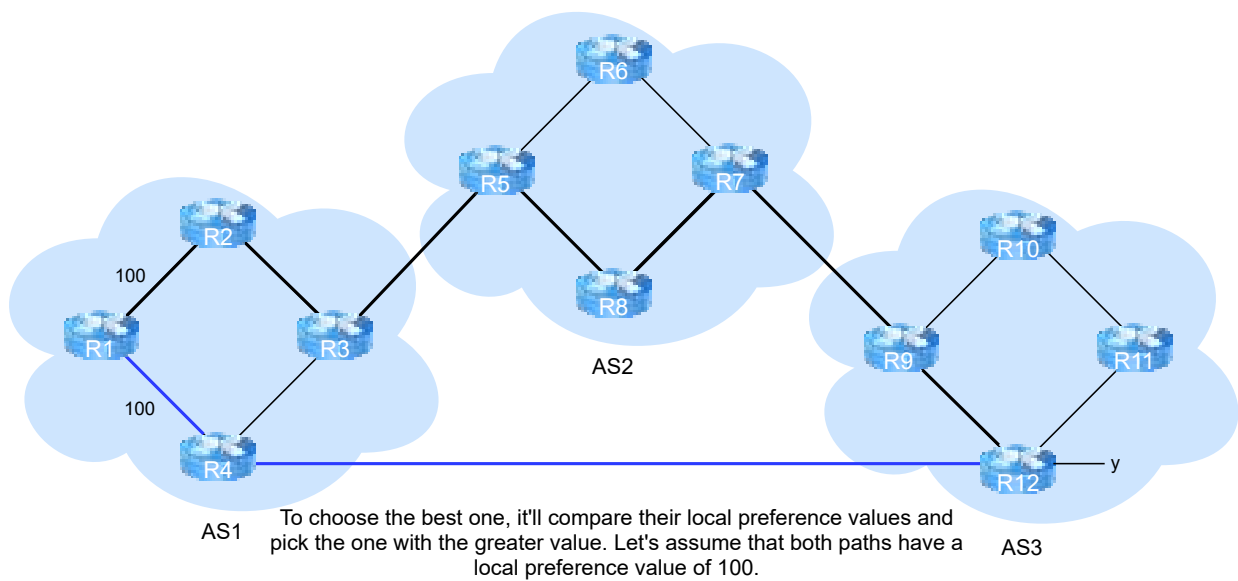 R6
R5
R7
R8
AS2
R2
100
R1
R3
100
R4
AS1
R10
R9
R11
R12
y
AS3
To choose the best one, it'll compare their local preference values and
pick the one with the greater value. Let's assume that both paths have a
local preference value of 100.